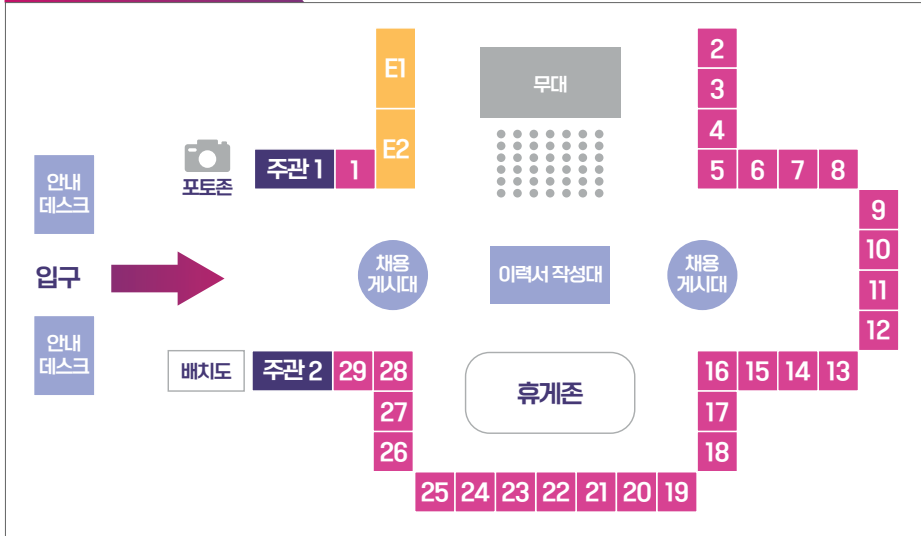 E1
무대
2
3
4
E2
주관 1
1
5
6
7
8
포토존
안내
데스크
9
10
11
12
입구
채용
게시대
이력서 작성대
채용
게시대
안내
데스크
배치도
주관 2
29
28
휴게존
16
15
14
13
27
17
26
18
25
24
23
22
21
20
19